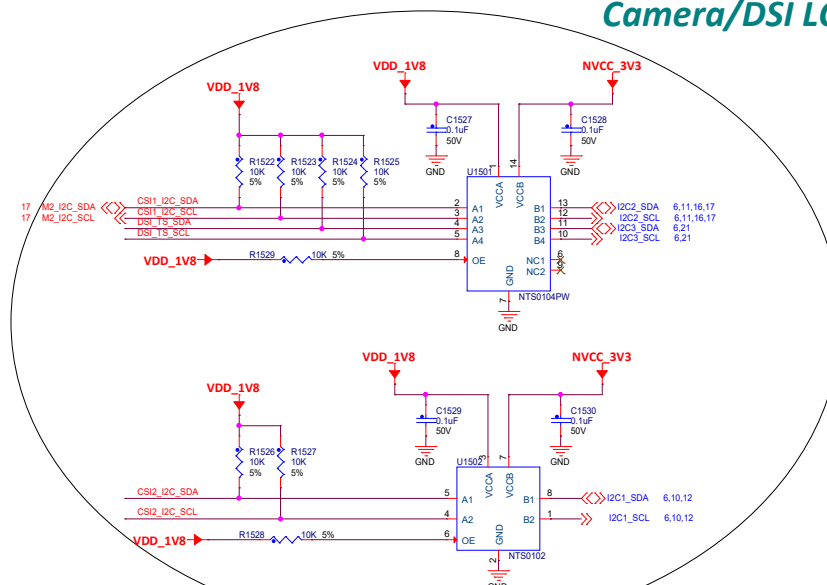 Camera/DSI LO
VDD_1V8
NVCC_3V3
VDD_1V8
C1527
0.1uF
50V
C1528
0.1uF
50V
R1522
10K
5%
R1523
10K
5%
R1524
10K
5%
R1525
10K
5%
GND
GND
U1501
1
14
VCCA
VCCB
17 M2_I2C_SDA
CSI1_I2C_SDA
2
A1
B1
13
I2C2_SDA 6,11,16,17
17 M2_I2C_SCL
CSI1_I2C_SCL
3
A2
B2
12
I2C2_SCL 6,11,16,17
DSI_TS_SDA
4
A3
B3
11
I2C3_SDA 6,21
DSI_TS_SCL
5
A4
B4
10
I2C3_SCL 6,21
VDD_1V8
R1529
10K 5%
8
OE
NC1
6
NC2
GND
7
NTS0104PW
GND
VDD_1V8
NVCC_3V3
VDD_1V8
C1529
0.1uF
50V
C1530
0.1uF
50V
R1526
10K
5%
R1527
10K
5%
GND
GND
U1502
3
7
VCCA
VCCB
CSI2_I2C_SDA
5
A1
B1
8
I2C1_SDA 6,10,12
CSI2_I2C_SCL
4
A2
B2
1
I2C1_SCL 6,10,12
VDD_1V8
R1528
10K 5%
6
OE
GND
2
NTS0102
GND